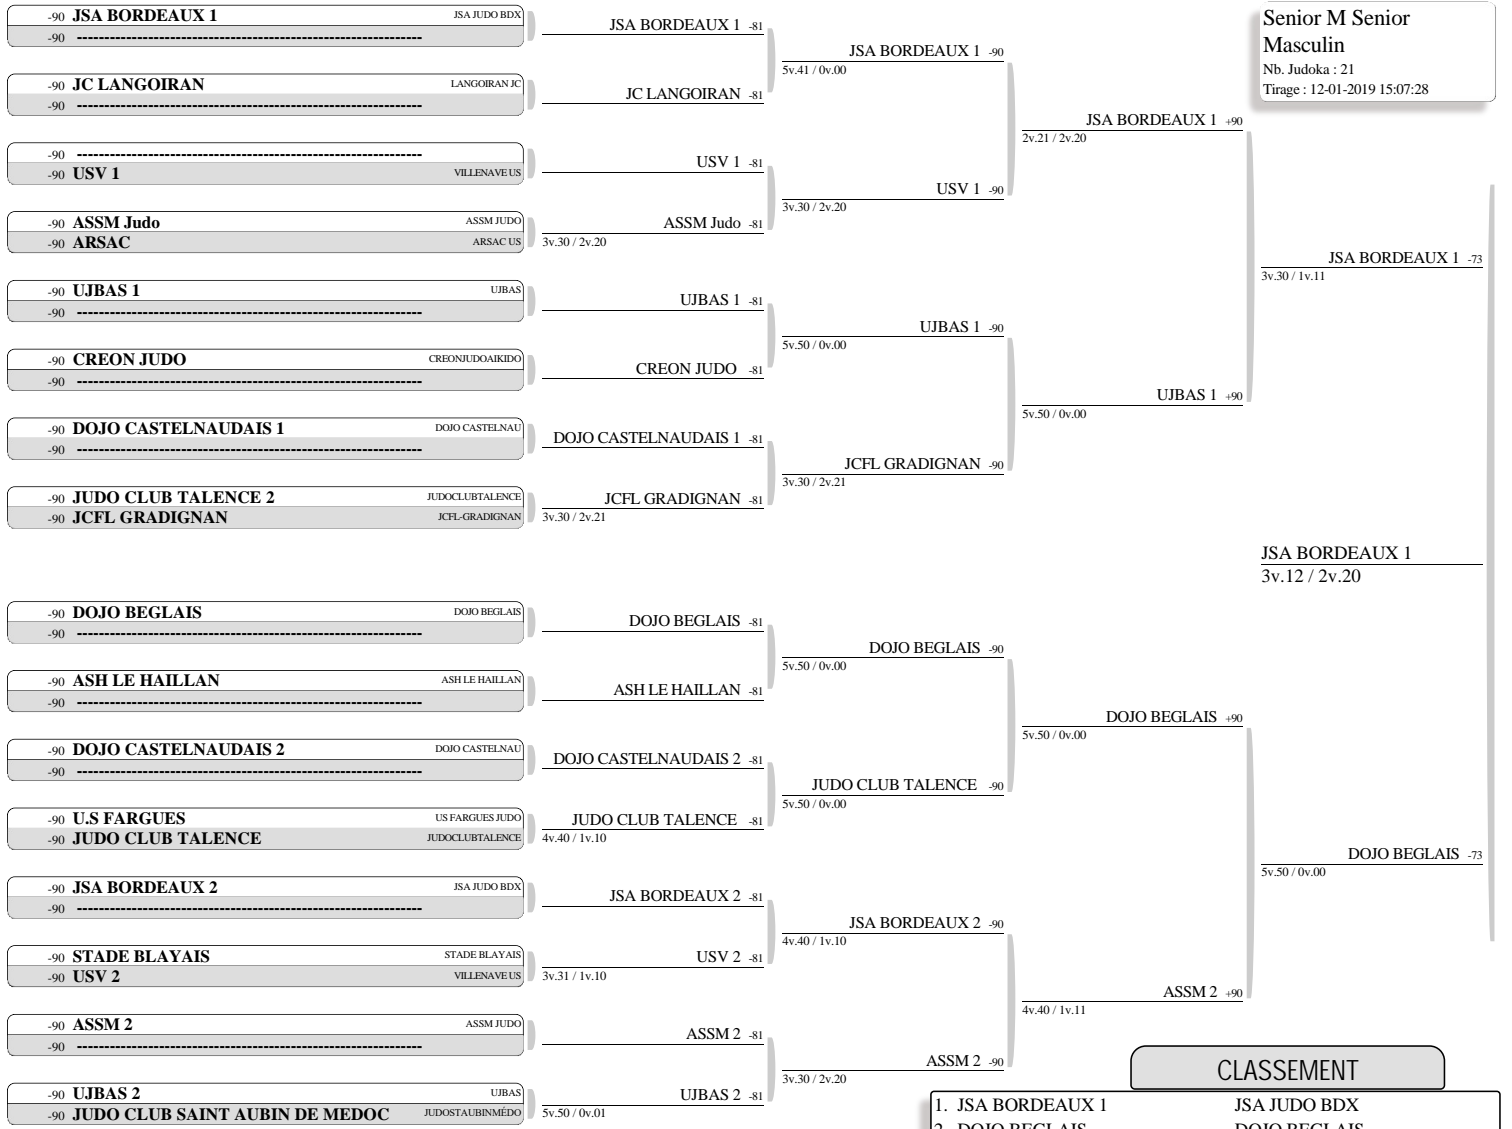 -90 JSA BORDEAUX 1 JSA JUDO BDX
-90 ----------------------------------------------------------------
-90 JC LANGOIRAN LANGOIRAN JC
-90 ----------------------------------------------------------------
-90 ----------------------------------------------------------------
-90 USV 1 VILLENAVE US
-90 ASSM Judo ASSM JUDO
-90 ARSAC ARSAC US
-90 UJBAS 1 UJBAS
-90 ----------------------------------------------------------------
-90 CREON JUDO CREONJUDOAIKIDO
-90 ----------------------------------------------------------------
-90 DOJO CASTELNAUDAIS 1 DOJO CASTELNAU
-90 ----------------------------------------------------------------
-90 JUDO CLUB TALENCE 2 JUDOCLUBTALENCE
-90 JCFL GRADIGNAN JCFL-GRADIGNAN
-90 DOJO BEGLAIS DOJO BEGLAIS
-90 ----------------------------------------------------------------
-90 ASH LE HAILLAN ASH LE HAILLAN
-90 ----------------------------------------------------------------
-90 DOJO CASTELNAUDAIS 2 DOJO CASTELNAU
-90 ----------------------------------------------------------------
-90 U.S FARGUES US FARGUES JUDO
-90 JUDO CLUB TALENCE JUDOCLUBTALENCE
-90 JSA BORDEAUX 2 JSA JUDO BDX
-90 ----------------------------------------------------------------
-90 STADE BLAYAIS STADE BLAYAIS
-90 USV 2 VILLENAVE US
-90 ASSM 2 ASSM JUDO
-90 ----------------------------------------------------------------
-90 UJBAS 2 UJBAS
-90 JUDO CLUB SAINT AUBIN DE MEDOC JUDOSTAUBINMÉDO
JSA BORDEAUX 1 -81
JC LANGOIRAN -81
USV 1 -81
ASSM Judo -81
3v.30 / 2v.20
UJBAS 1 -81
CREON JUDO -81
DOJO CASTELNAUDAIS 1 -81
JCFL GRADIGNAN -81
3v.30 / 2v.21
DOJO BEGLAIS -81
ASH LE HAILLAN -81
DOJO CASTELNAUDAIS 2 -81
JUDO CLUB TALENCE -81
4v.40 / 1v.10
JSA BORDEAUX 2 -81
USV 2 -81
3v.31 / 1v.10
ASSM 2 -81
UJBAS 2 -81
5v.50 / 0v.01
JSA BORDEAUX 1 -90
5v.41 / 0v.00
USV 1 -90
3v.30 / 2v.20
UJBAS 1 -90
5v.50 / 0v.00
JCFL GRADIGNAN -90
3v.30 / 2v.21
DOJO BEGLAIS -90
5v.50 / 0v.00
JUDO CLUB TALENCE -90
5v.50 / 0v.00
JSA BORDEAUX 2 -90
4v.40 / 1v.10
ASSM 2 -90
3v.30 / 2v.20
JSA BORDEAUX 1 +90
2v.21 / 2v.20
UJBAS 1 +90
5v.50 / 0v.00
DOJO BEGLAIS +90
5v.50 / 0v.00
ASSM 2 +90
4v.40 / 1v.11
Senior M Senior
Masculin
Nb. Judoka : 21
Tirage : 12-01-2019 15:07:28
JSA BORDEAUX 1 -73
3v.30 / 1v.11
JSA BORDEAUX 1
3v.12 / 2v.20
DOJO BEGLAIS -73
5v.50 / 0v.00
CLASSEMENT
1. JSA BORDEAUX 1 JSA JUDO BDX
2. DOJO BEGLAIS DOJO BEGLAIS